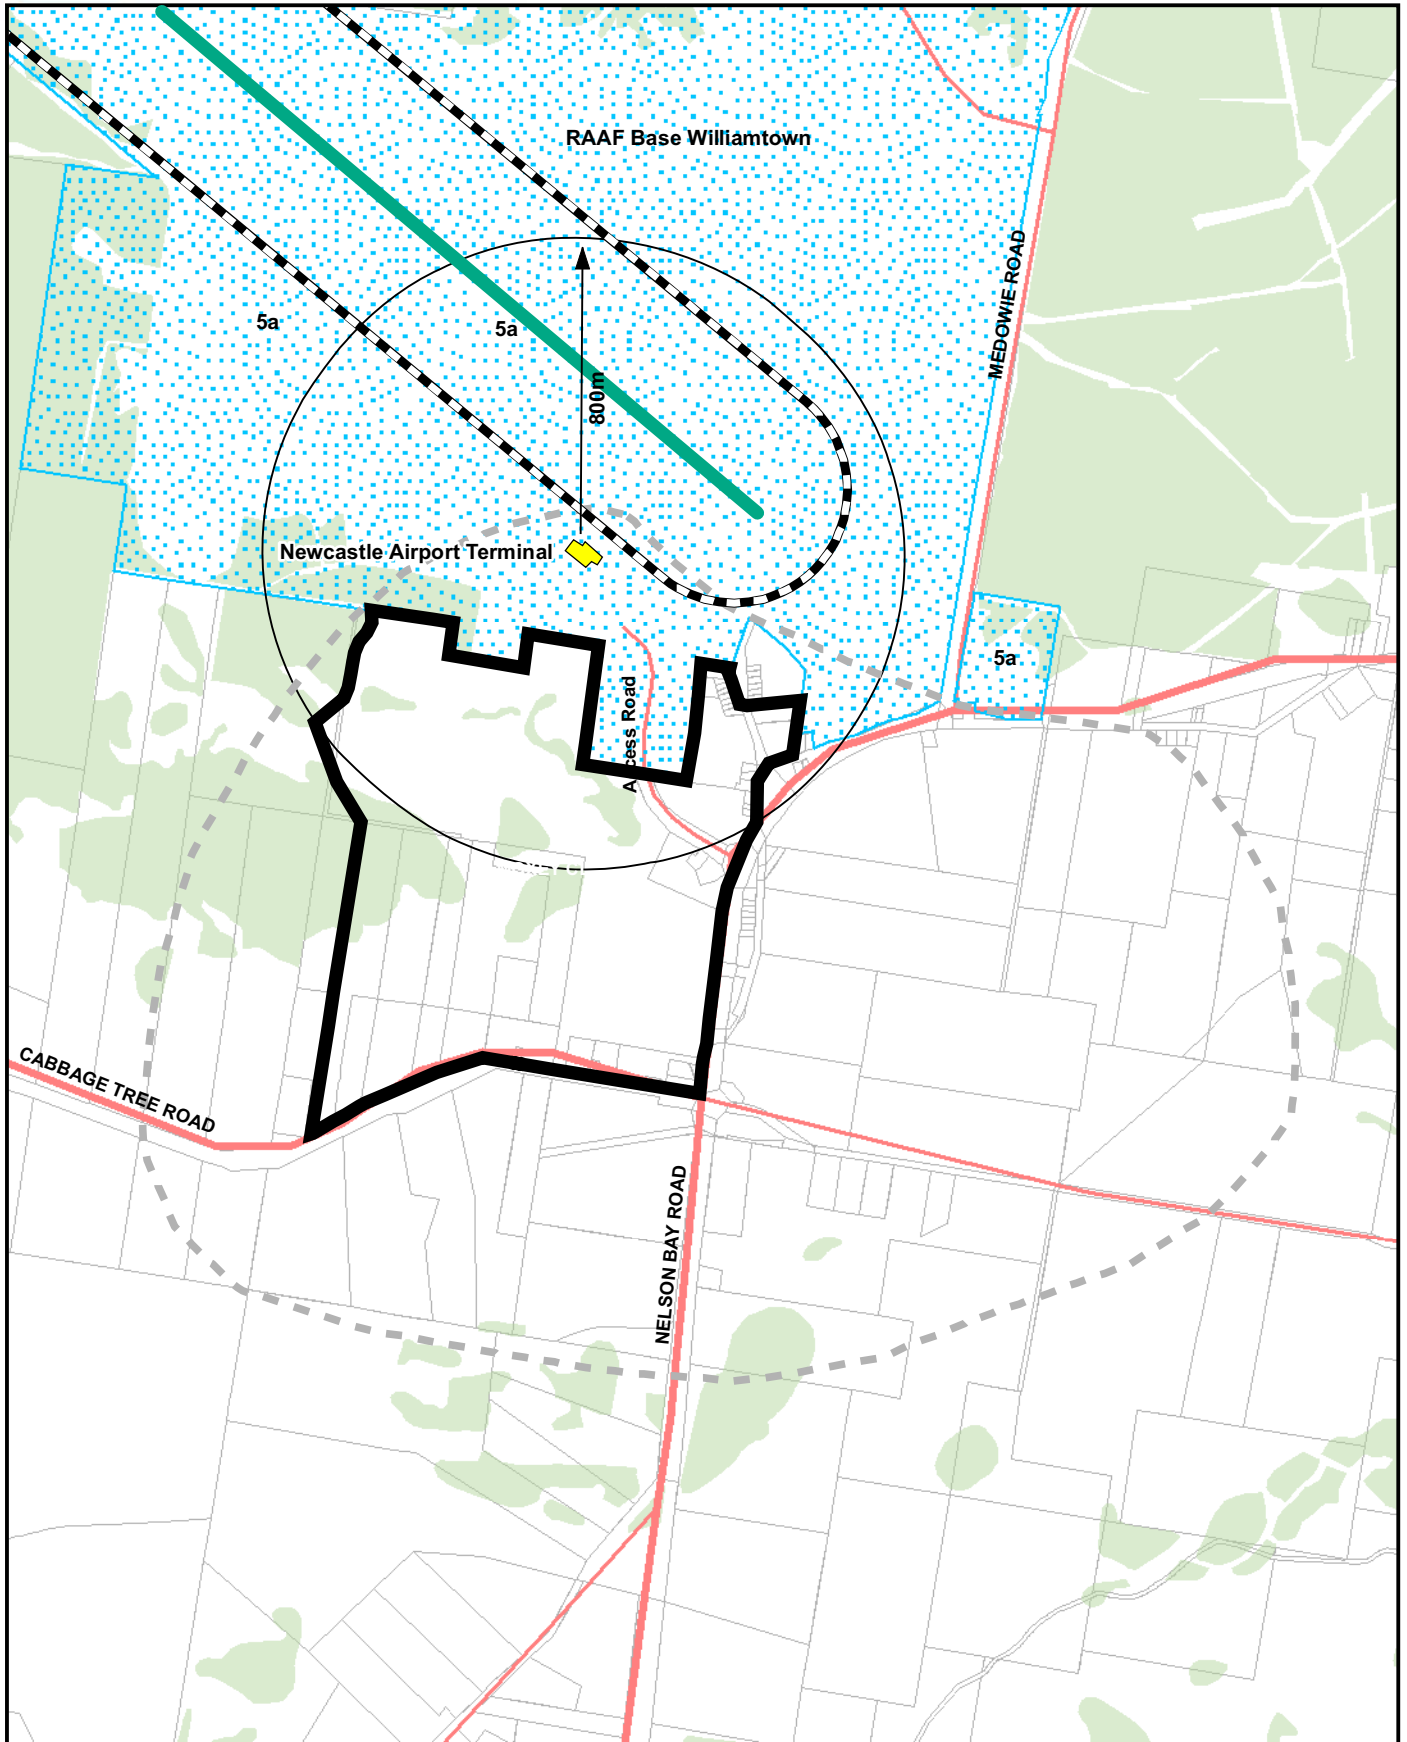 RAAF Base Williamtown
MEDOWIE ROAD
5a
5a
800m
Newcastle Airport Terminal
5a
Access Road
CABBAGE TREE ROAD
NELSON BAY ROAD